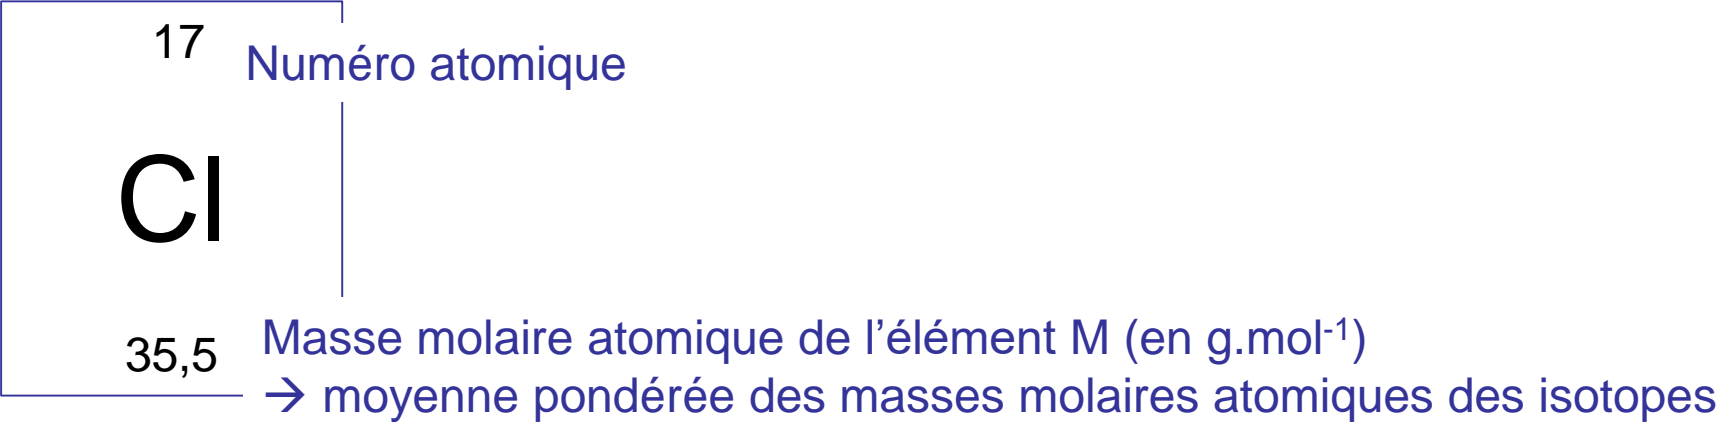 17
Numéro atomique
Cl
35,5
Masse molaire atomique de l’élément M (en g.mol-1)
→ moyenne pondérée des masses molaires atomiques des isotopes